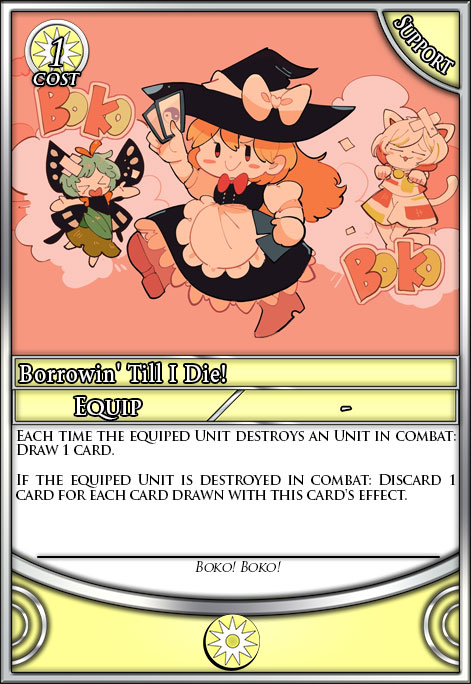 1
COST
SUPPORT
BOKO
BOKO
Borrowin' Till I Die!
EQUIP / -
EACH TIME THE EQUIPED UNIT DESTROYS AN UNIT IN COMBAT:
DRAW 1 CARD.
IF THE EQUIPED UNIT IS DESTROYED IN COMBAT: DISCARD 1
CARD FOR EACH CARD DRAWN WITH THIS CARD'S EFFECT.
BOKO! BOKO!